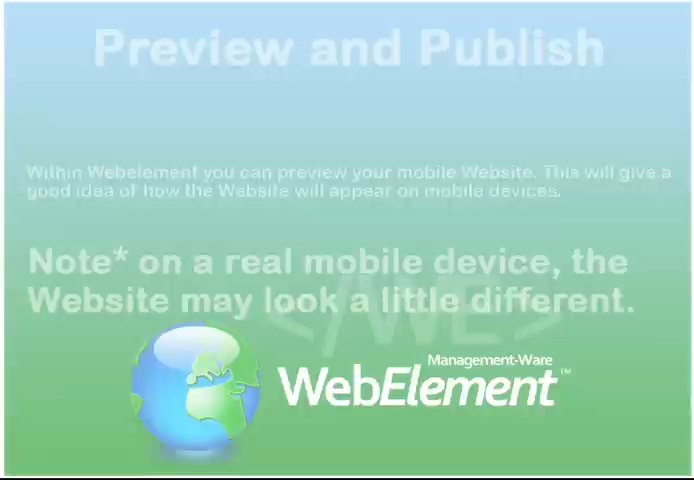 Preview and Publish
Within Webelement you can preview your mobile Website. This will give a
good idea of how the Website will appear on mobile devices.
Note* on a real mobile device, the
Website may look a little different.
</WE>
Management-Ware
WebElement™